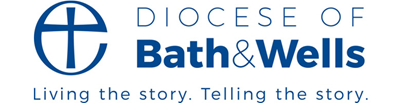 DIOCESE OF
Bath&Wells
Living the story. Telling the story.